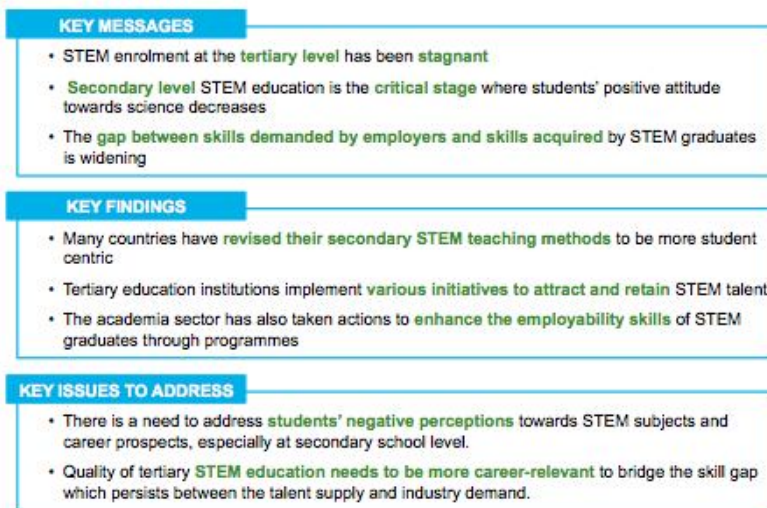 KEY MESSAGES
• STEM enrolment at the tertiary level has been stagnant
• Secondary level STEM education is the critical stage where students' positive attitude
towards science decreases
• The gap between skills demanded by employers and skills acquired by STEM graduates
is widening
KEY FINDINGS
• Many countries have revised their secondary STEM teaching methods to be more student
centric
• Tertiary education institutions implement various initiatives to attract and retain STEM talent
• The academia sector has also taken actions to enhance the employability skills of STEM
graduates through programmes
KEY ISSUES TO ADDRESS
• There is a need to address students' negative perceptions towards STEM subjects and
career prospects, especially at secondary school level.
• Quality of tertiary STEM education needs to be more career-relevant to bridge the skill gap
which persists between the talent supply and industry demand.